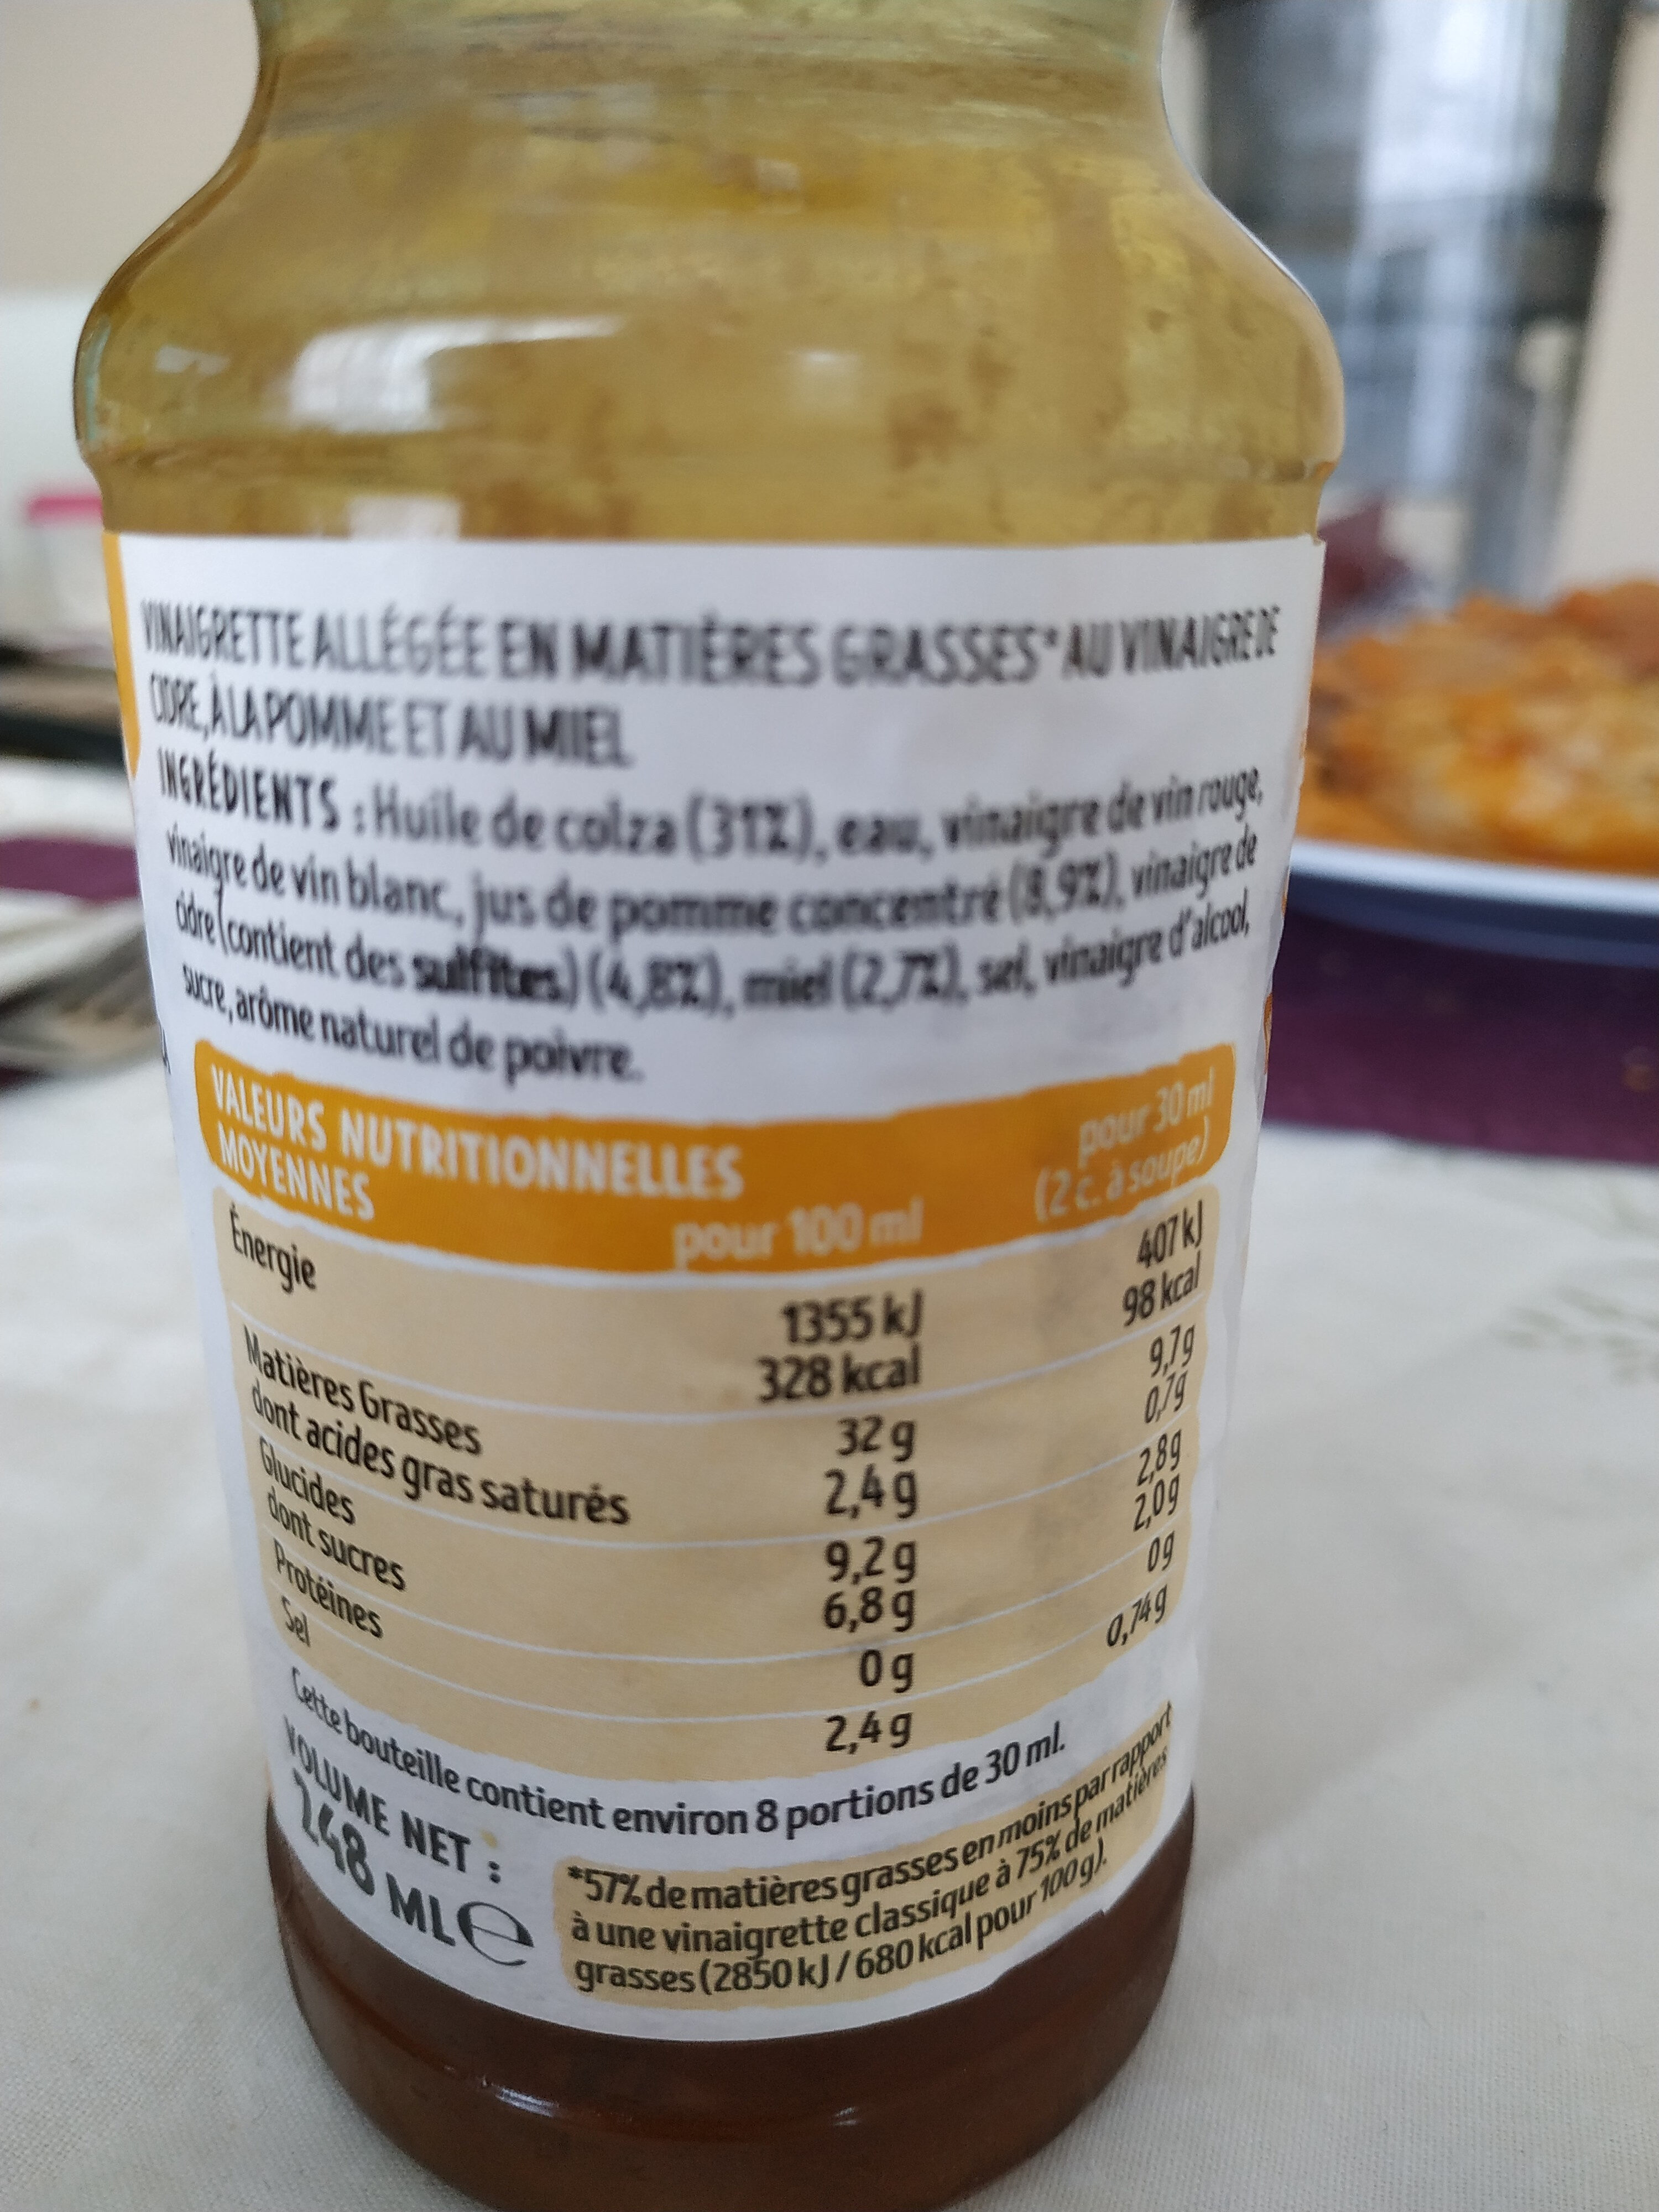 VINAIGRETTE ALLÉGÉE EN MATIÈRES GRASSES* AU VINAIGRE DE
CIDRE, À LA POMME ET AU MIEL
INGRÉDIENTS : Huile de colza (31%), eau, vinaigre de vin rouge,
vinaigre de vin blanc, jus de pomme concentré (8,9%), vinaigre de
cidre (contient des sulfites) (4,8%), miel (2,7%), sel, vinaigre d'alcool,
sucre, arôme naturel de poivre.
VALEURS NUTRITIONNELLES
MOYENNES pour 100 ml pour 30 ml (2 c. à soupe)
Énergie 1355 kJ 407 kJ
328 kcal 98 kcal
Matières Grasses 32 g 9,7 g
dont acides gras saturés 2,4 g 0,7 g
Glucides 9,2 g 2,8 g
dont sucres 6,8 g 2,0 g
Protéines 0 g 0 g
Sel 2,4 g 0,74 g
Cette bouteille contient environ 8 portions de 30 ml.
VOLUME NET :
248 ML e
*57% de matières grasses en moins par rapport
à une vinaigrette classique à 75% de matières
grasses (2850 kJ / 680 kcal pour 100 g).